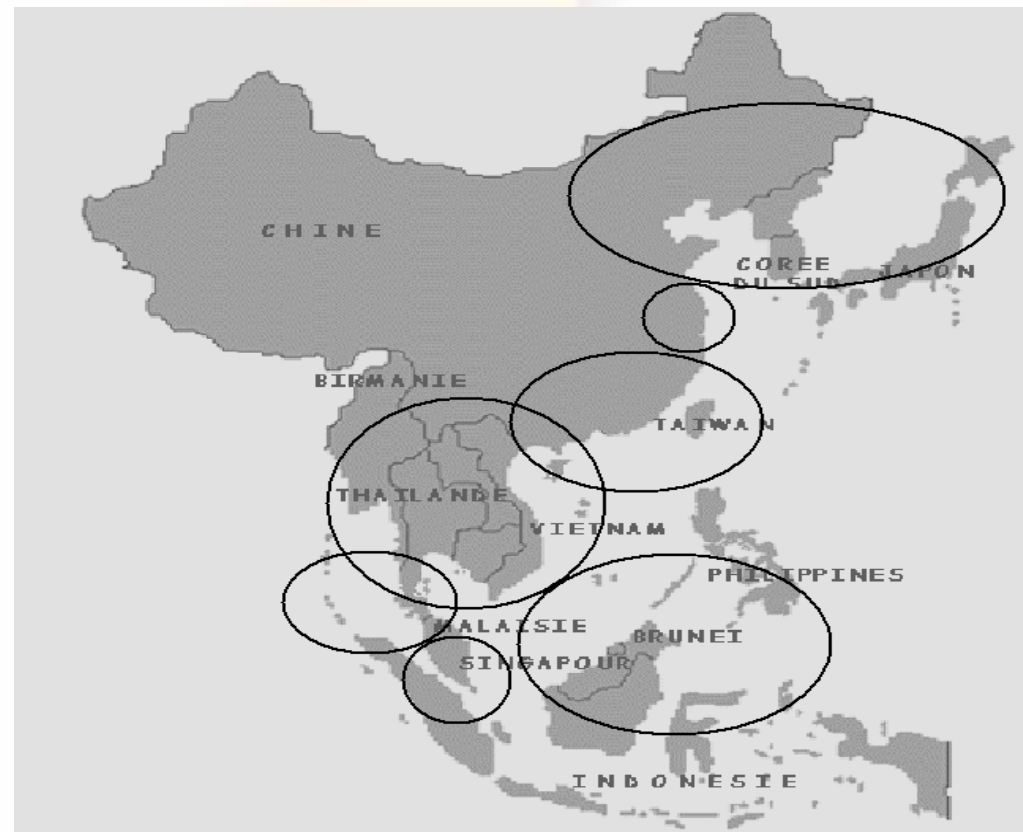 CHINE
COREE
DU SUD
JAPON
BIRMANIE
TAIWAN
THAILANDE
VIETNAM
PHILIPPINES
MALAISIE
BRUNEI
SINGAPOUR
INDONESIE